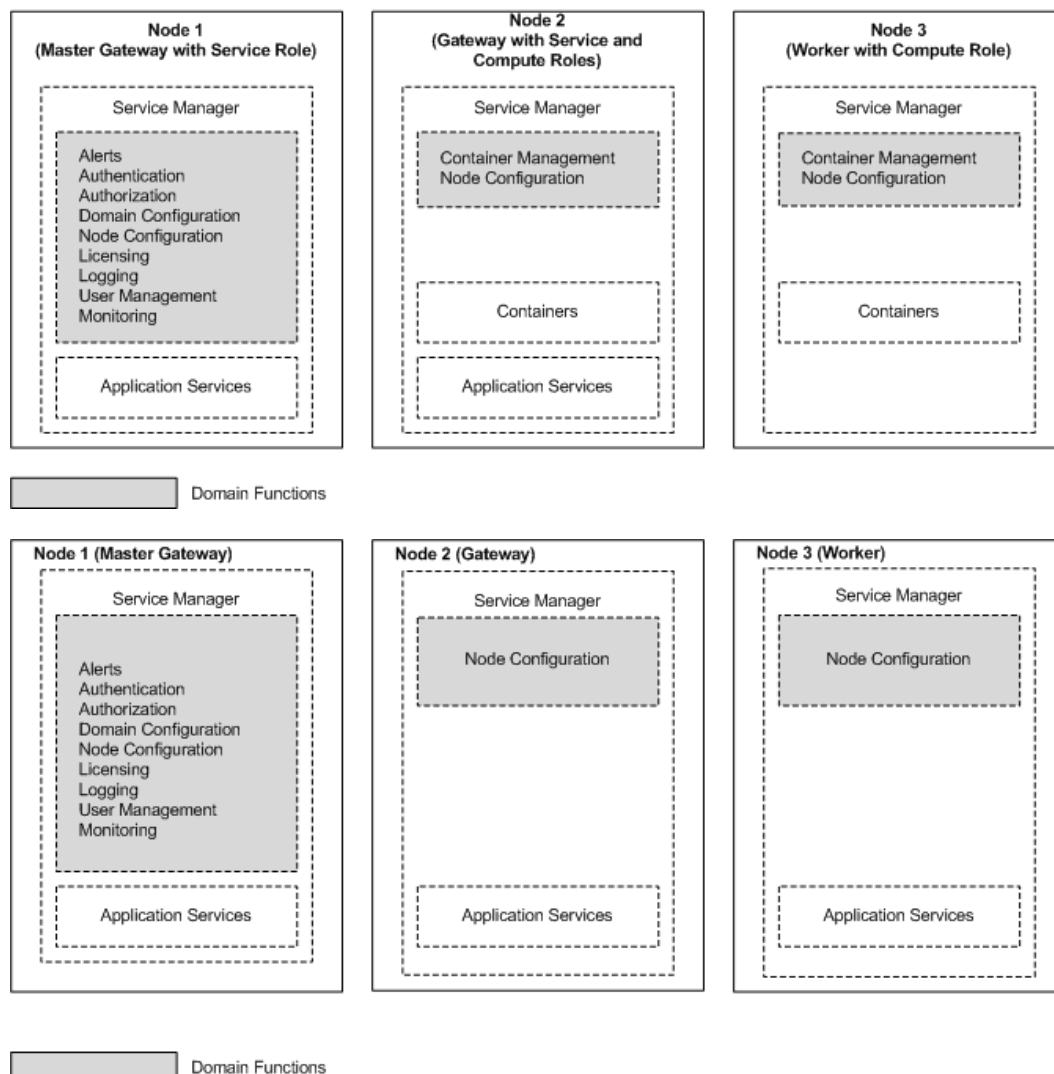 Node 1
(Master Gateway with Service Role)
Service Manager
Alerts
Authentication
Authorization
Domain Configuration
Node Configuration
Licensing
Logging
User Management
Monitoring
Application Services
Node 2
(Gateway with Service and
Compute Roles)
Service Manager
Container Management
Node Configuration
Containers
Application Services
Node 3
(Worker with Compute Role)
Service Manager
Container Management
Node Configuration
Containers
Domain Functions
Node 1 (Master Gateway)
Service Manager
Alerts
Authentication
Authorization
Domain Configuration
Node Configuration
Licensing
Logging
User Management
Monitoring
Application Services
Node 2 (Gateway)
Service Manager
Node Configuration
Application Services
Node 3 (Worker)
Service Manager
Node Configuration
Application Services
Domain Functions